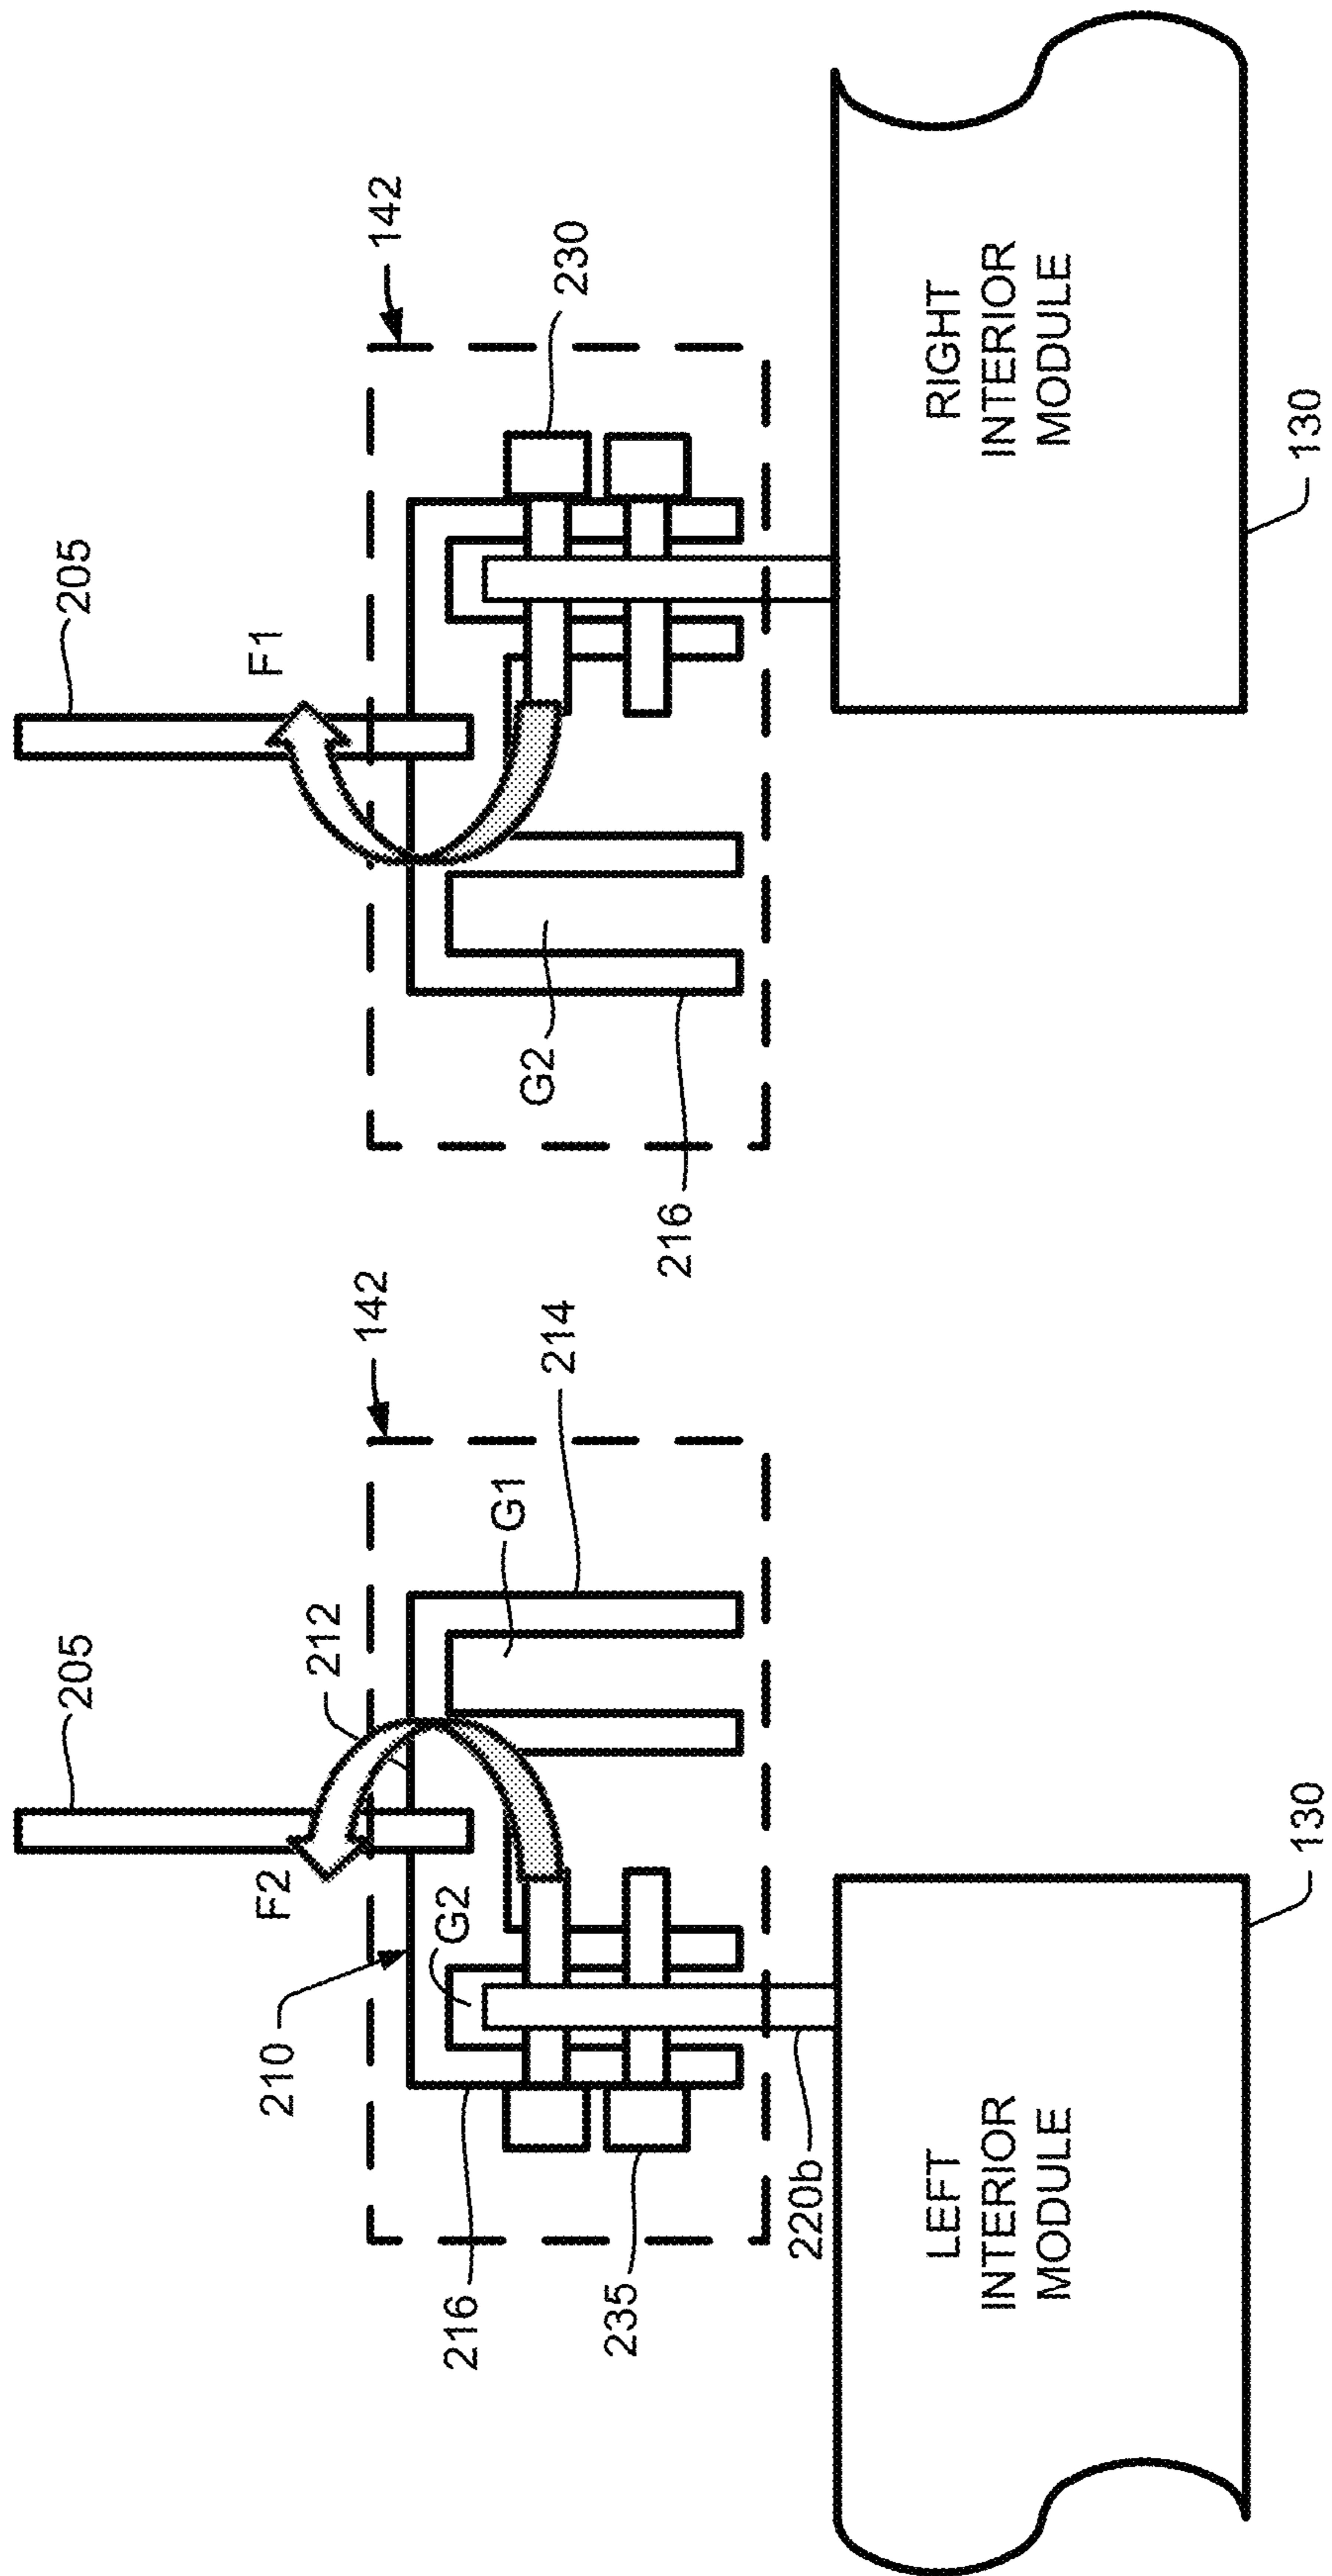 205
205
F2
F1
212
142
142
210
G2
G1
214
230
216
G2
235
220b
216
LEFT
INTERIOR
MODULE
RIGHT
INTERIOR
MODULE
130
130